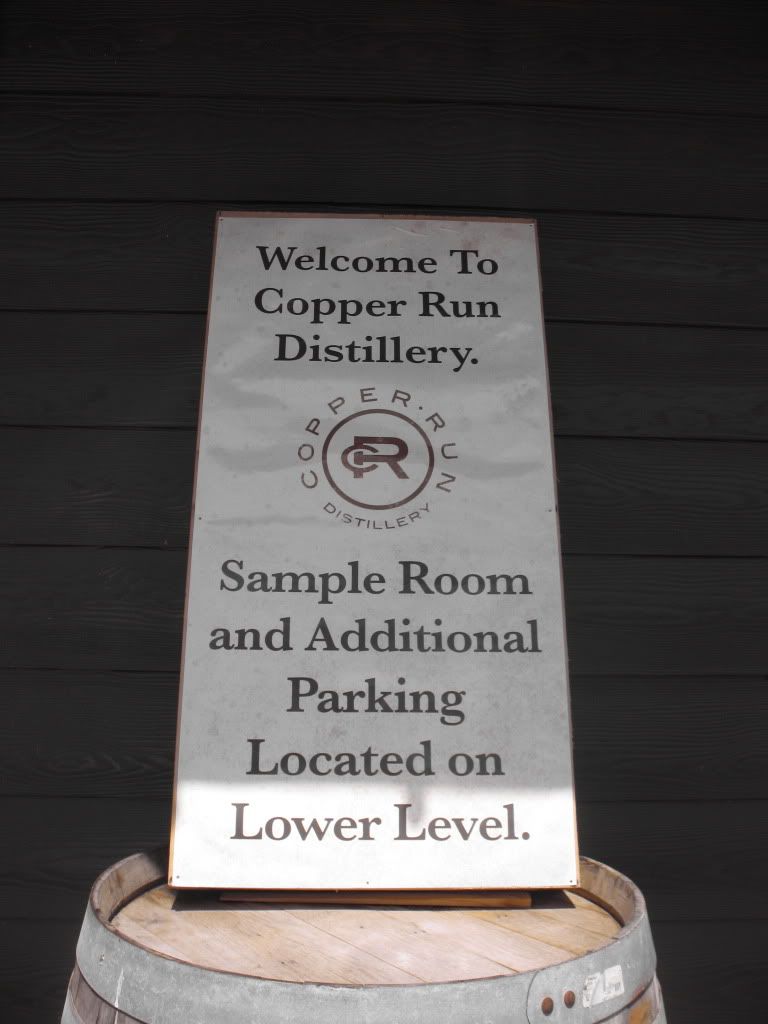 Welcome To
Copper Run
Distillery.
COPPER·RUN
CR
DISTILLERY
Sample Room
and Additional
Parking
Located on
Lower Level.